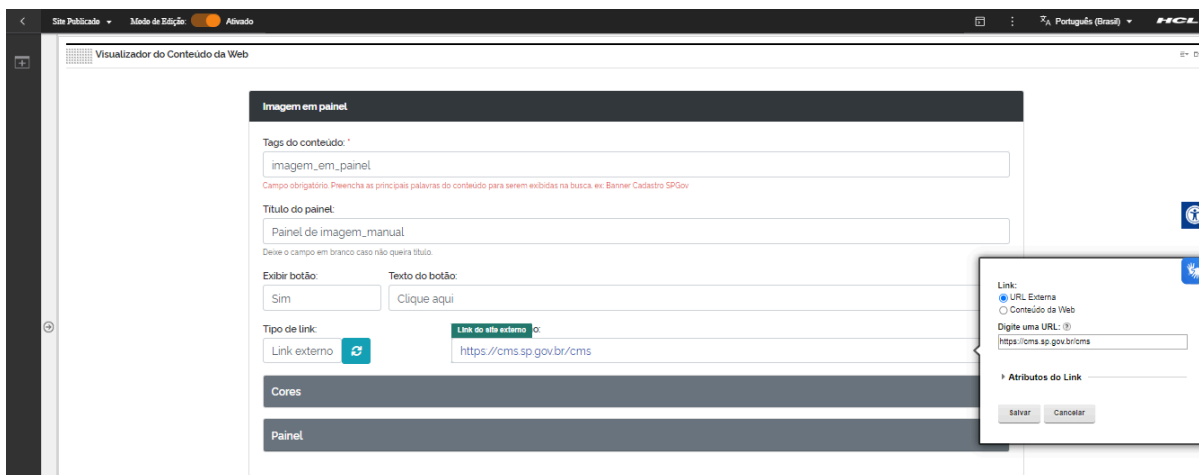 Site Publicado
Modo de Edição:
Ativado
Português (Brasil)
HCL
Visualizador do Conteúdo da Web
Imagem em painel
Tags do conteúdo: *
imagem_em_painel
Campo obrigatório. Preencha as principais palavras do conteúdo para serem exibidas na busca. ex: Banner Cadastro SPGov
Título do painel:
Painel de imagem_manual
Deixe o campo em branco caso não queira título.
Exibir botão:
Texto do botão:
Sim
Clique aqui
Tipo de link:
Link do site externo
o:
Link externo
https://cms.sp.gov.br/cms
Cores
Painel
Link:
URL Externa
Conteúdo da Web
Digite uma URL:
https://cms.sp.gov.br/cms
Atributos do Link
Salvar
Cancelar